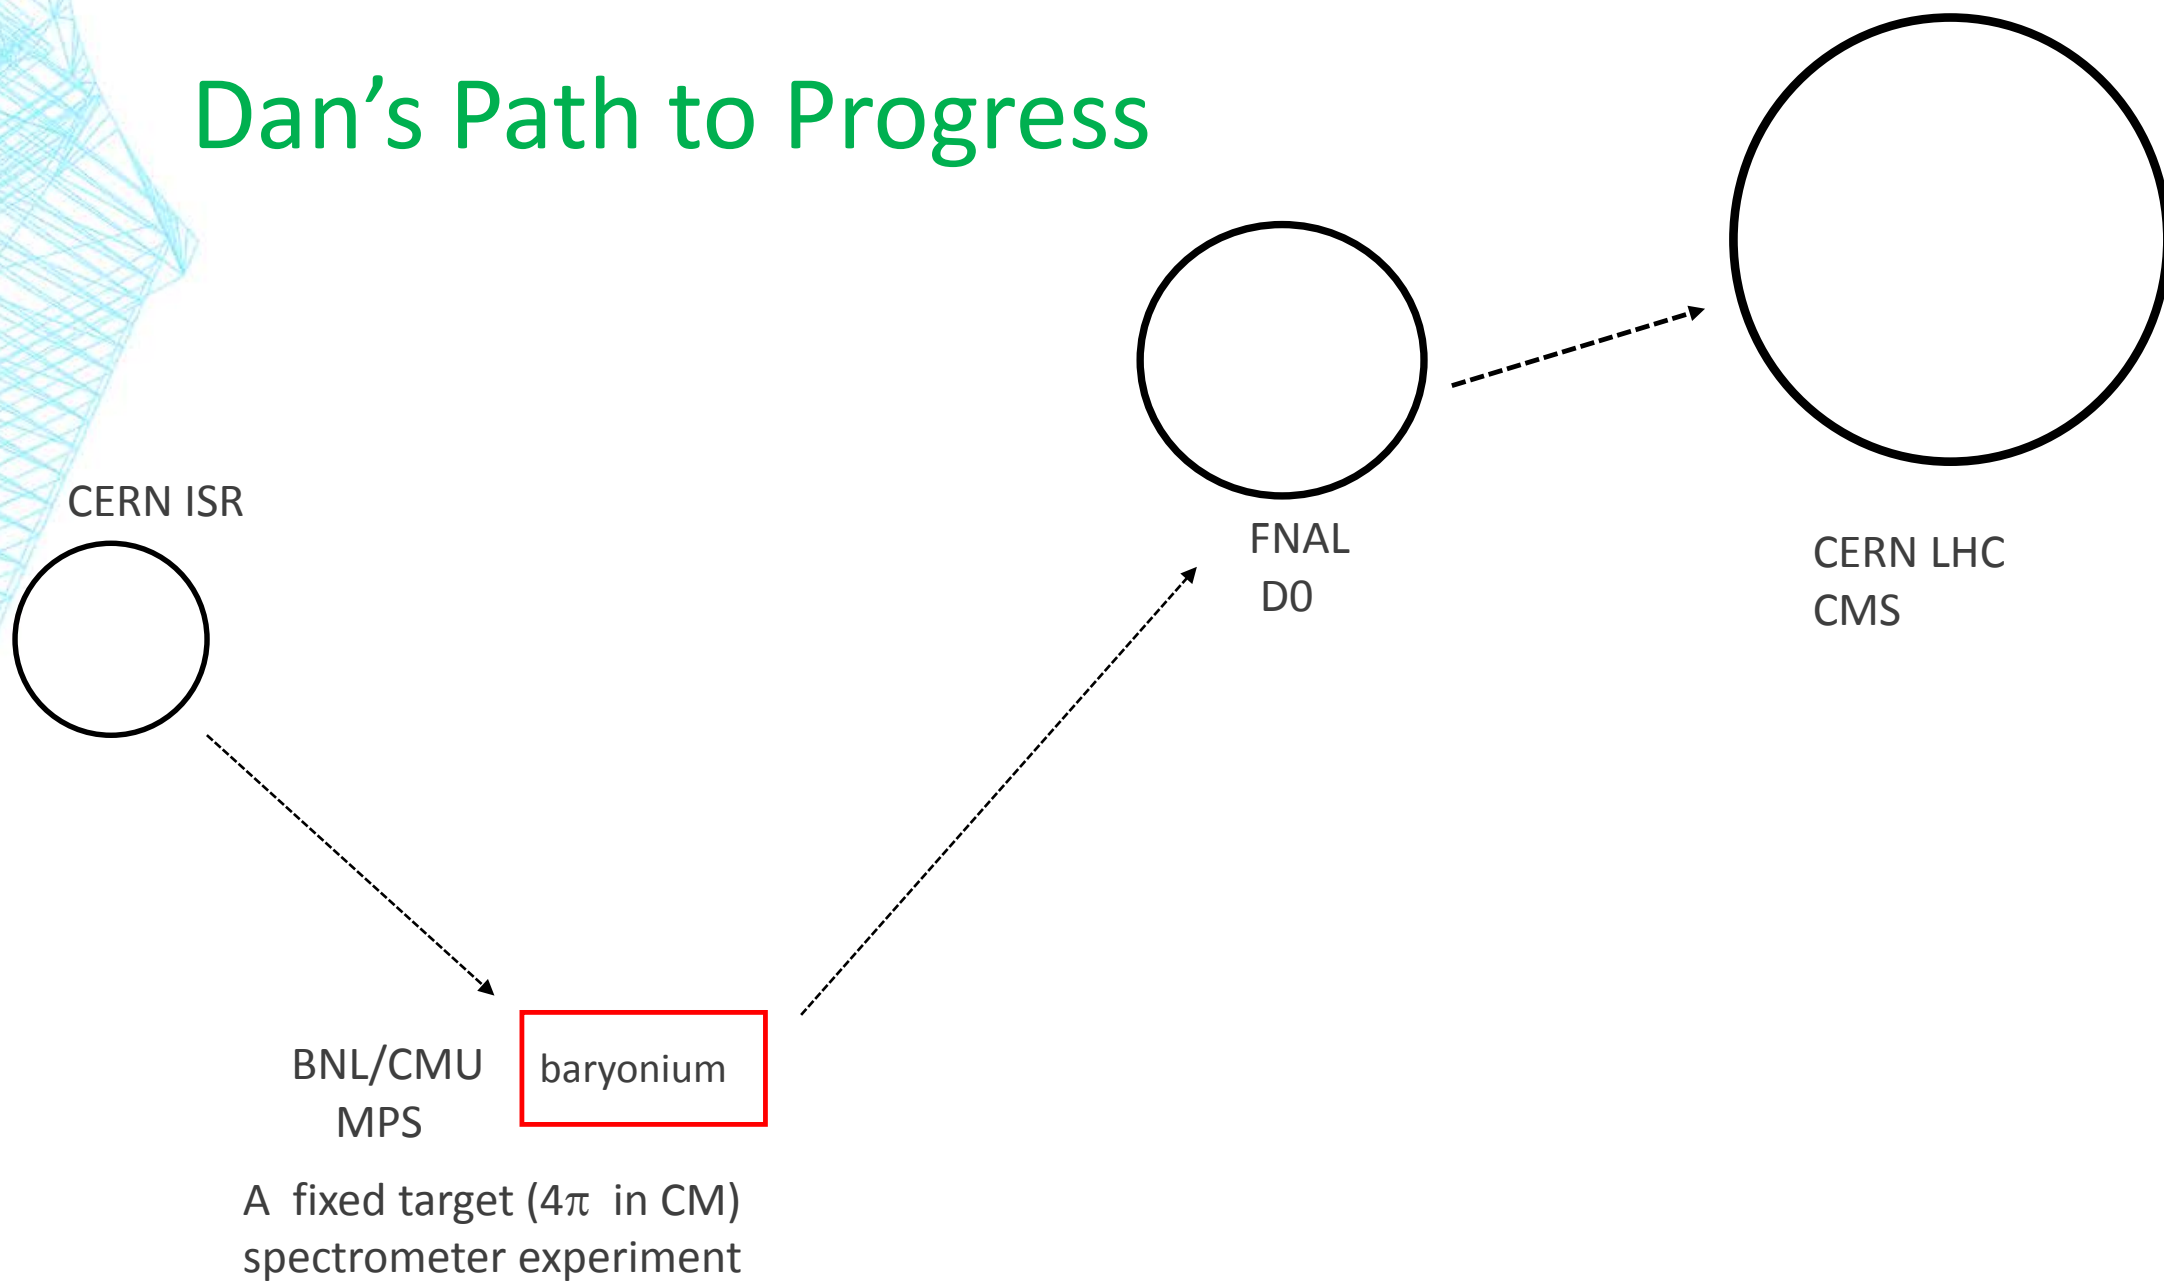 Dan’s Path to Progress
CERN ISR
FNAL
D0
CERN LHC
CMS
BNL/CMU
MPS
baryonium
A  fixed target (4π  in CM)
spectrometer experiment